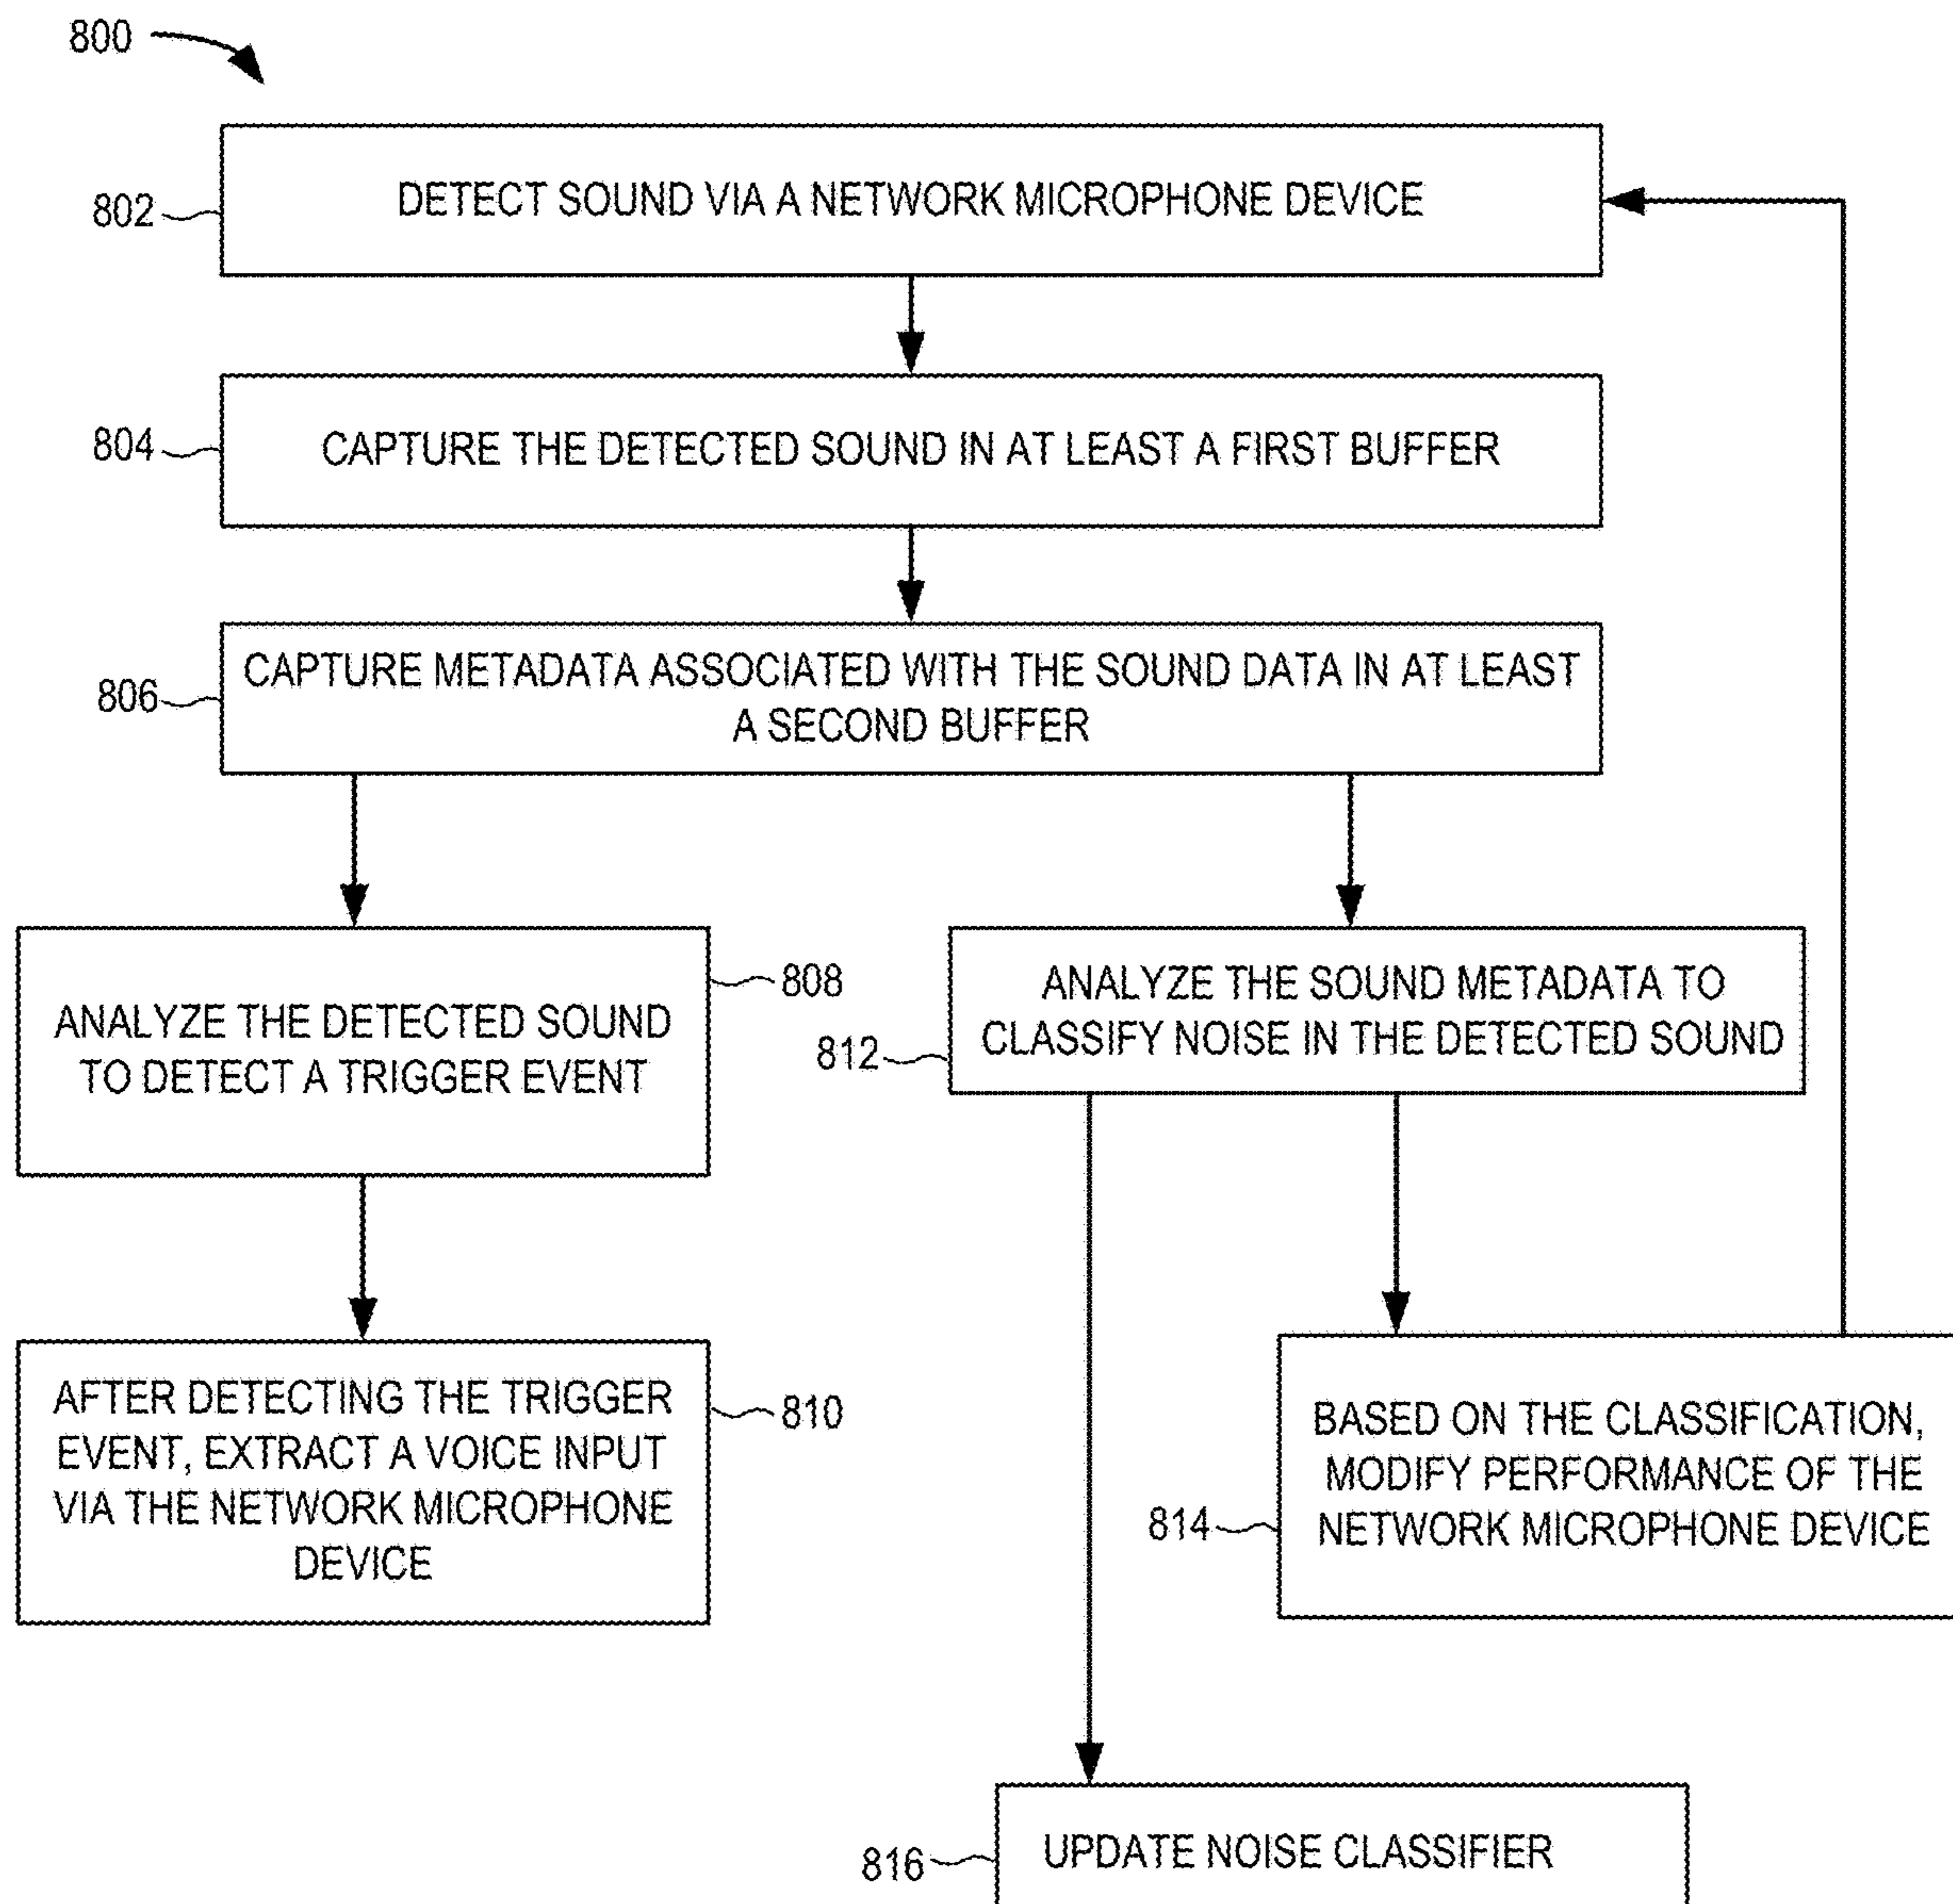 800
802
DETECT SOUND VIA A NETWORK MICROPHONE DEVICE
804
CAPTURE THE DETECTED SOUND IN AT LEAST A FIRST BUFFER
806
CAPTURE METADATA ASSOCIATED WITH THE SOUND DATA IN AT LEAST
A SECOND BUFFER
ANALYZE THE DETECTED SOUND
TO DETECT A TRIGGER EVENT
808
812
ANALYZE THE SOUND METADATA TO
CLASSIFY NOISE IN THE DETECTED SOUND
AFTER DETECTING THE TRIGGER
EVENT, EXTRACT A VOICE INPUT
VIA THE NETWORK MICROPHONE
DEVICE
810
814
BASED ON THE CLASSIFICATION,
MODIFY PERFORMANCE OF THE
NETWORK MICROPHONE DEVICE
816
UPDATE NOISE CLASSIFIER